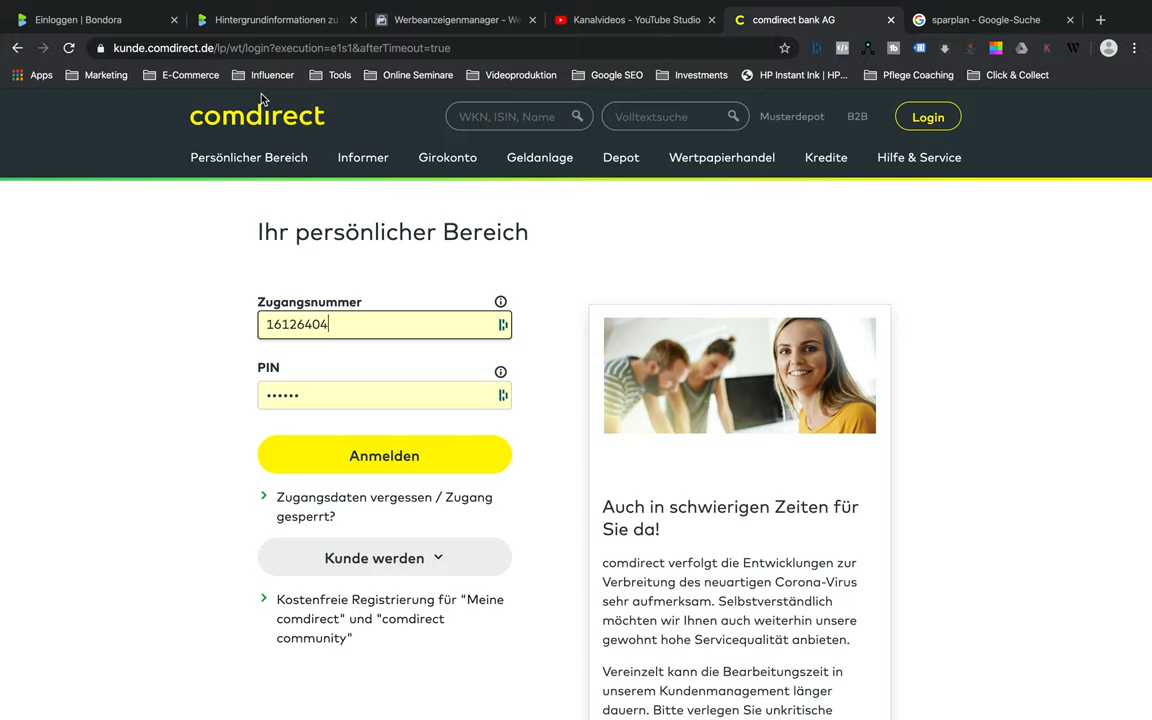 Einloggen | Bondora
Hintergrundinformationen zu
Werbeanzeigenmanager - We
Kanalvideos - YouTube Studio
comdirect bank AG
sparplan - Google-Suche
kunde.comdirect.de/lp/wt/login?execution=e1s1&afterTimeout=true
Apps
Marketing
E-Commerce
Influencer
Tools
Online Seminare
Videoproduktion
Google SEO
Investments
HP Instant Ink | HP...
Pflege Coaching
Click & Collect
comdirect
WKN, ISIN, Name
Volltextsuche
Musterdepot
B2B
Login
Persönlicher Bereich
Informer
Girokonto
Geldanlage
Depot
Wertpapierhandel
Kredite
Hilfe & Service
Ihr persönlicher Bereich
Zugangsnummer
16126404
PIN
••••••
Anmelden
Zugangsdaten vergessen / Zugang
gesperrt?
Kunde werden
Kostenfreie Registrierung für "Meine
comdirect" und "comdirect
community"
Auch in schwierigen Zeiten für
Sie da!
comdirect verfolgt die Entwicklungen zur
Verbreitung des neuartigen Corona-Virus
sehr aufmerksam. Selbstverständlich
möchten wir Ihnen auch weiterhin unsere
gewohnt hohe Servicequalität anbieten.
Vereinzelt kann die Bearbeitungszeit in
unserem Kundenmanagement länger
dauern. Bitte verlegen Sie unkritische